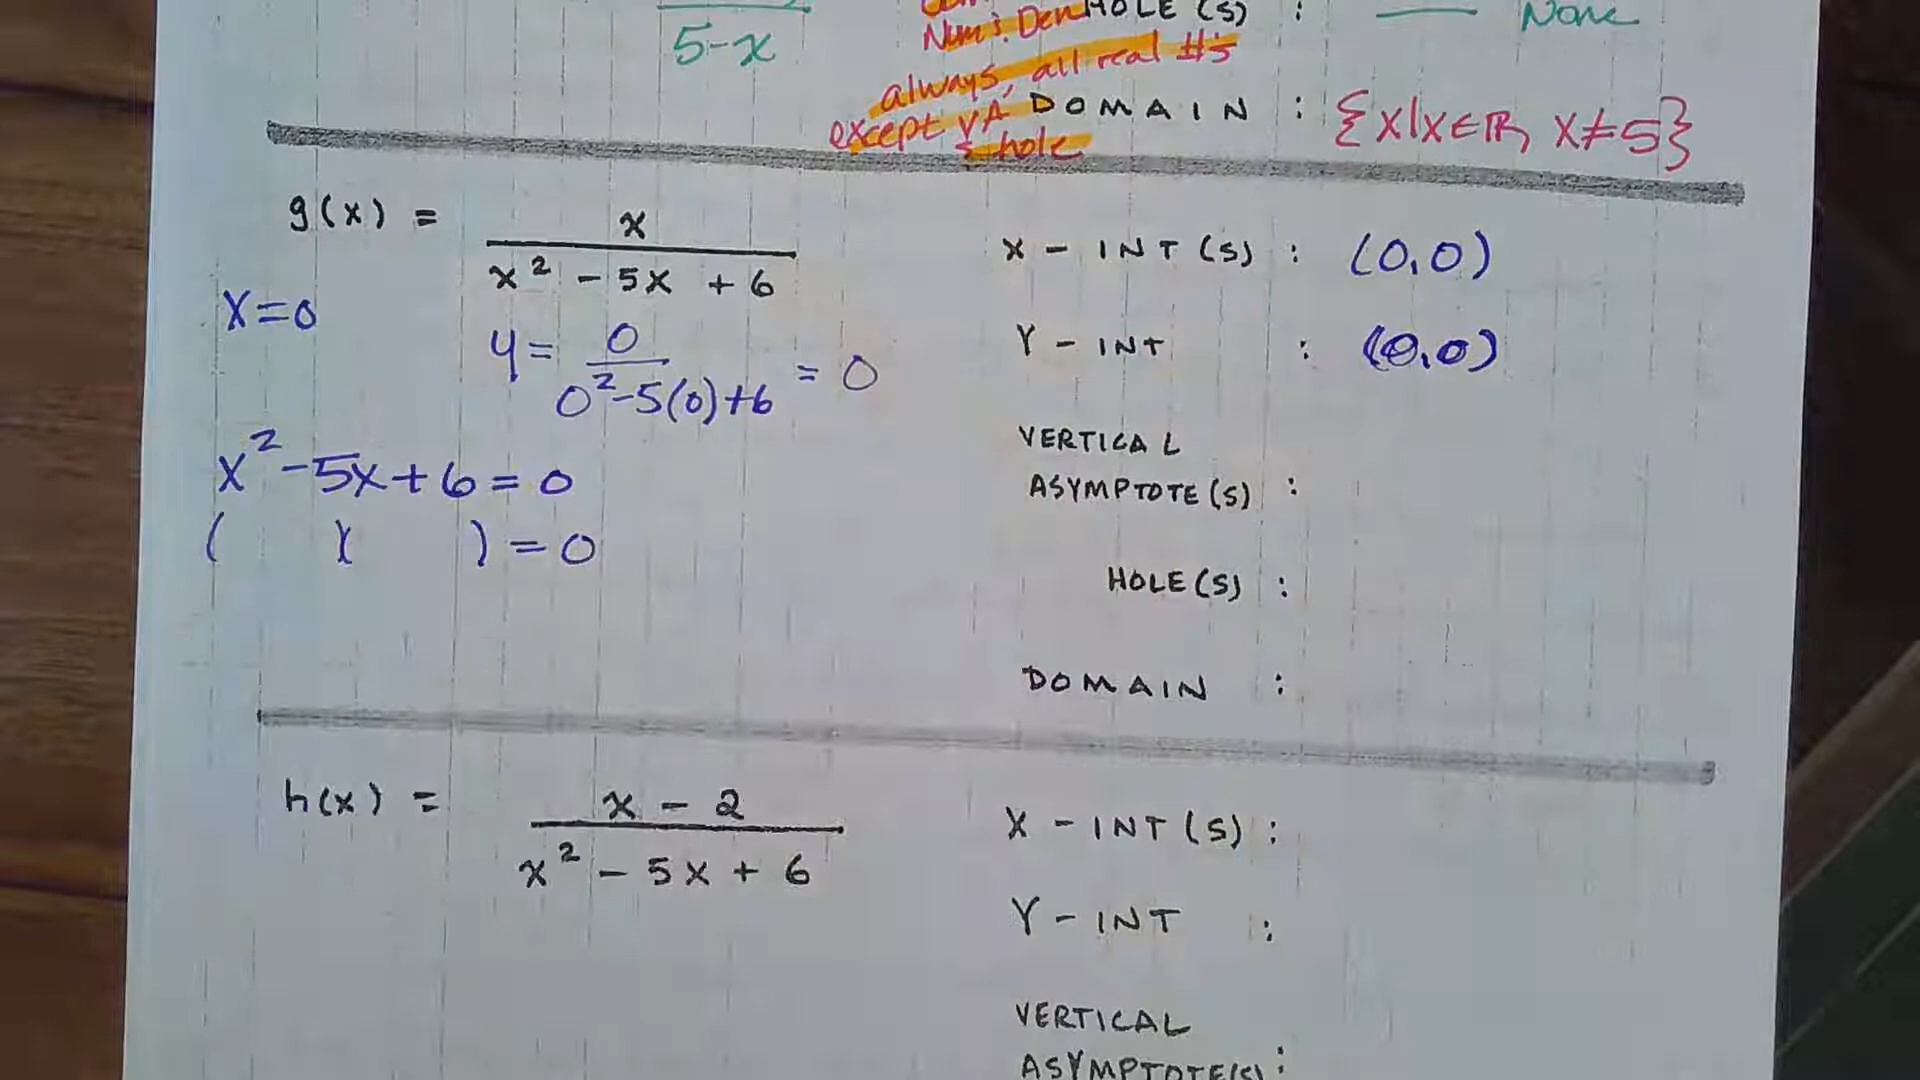 5-x
Num & Den HOLE(S) : — None
always, all real #'s
except VA & hole DOMAIN : {x|x∈ℝ, x≠5}
g(x) = x / x² - 5x + 6
X-INT(S) : (0,0)
x=0
y = 0 / 0²-5(0)+6 = 0
Y-INT : (0,0)
x²-5x+6=0
VERTICAL
ASYMPTOTE(S) :
( )( ) = 0
HOLE(S) :
DOMAIN :
h(x) = x - 2 / x² - 5x + 6
X-INT(S) :
Y-INT :
VERTICAL
ASYMPTOTE(S) :